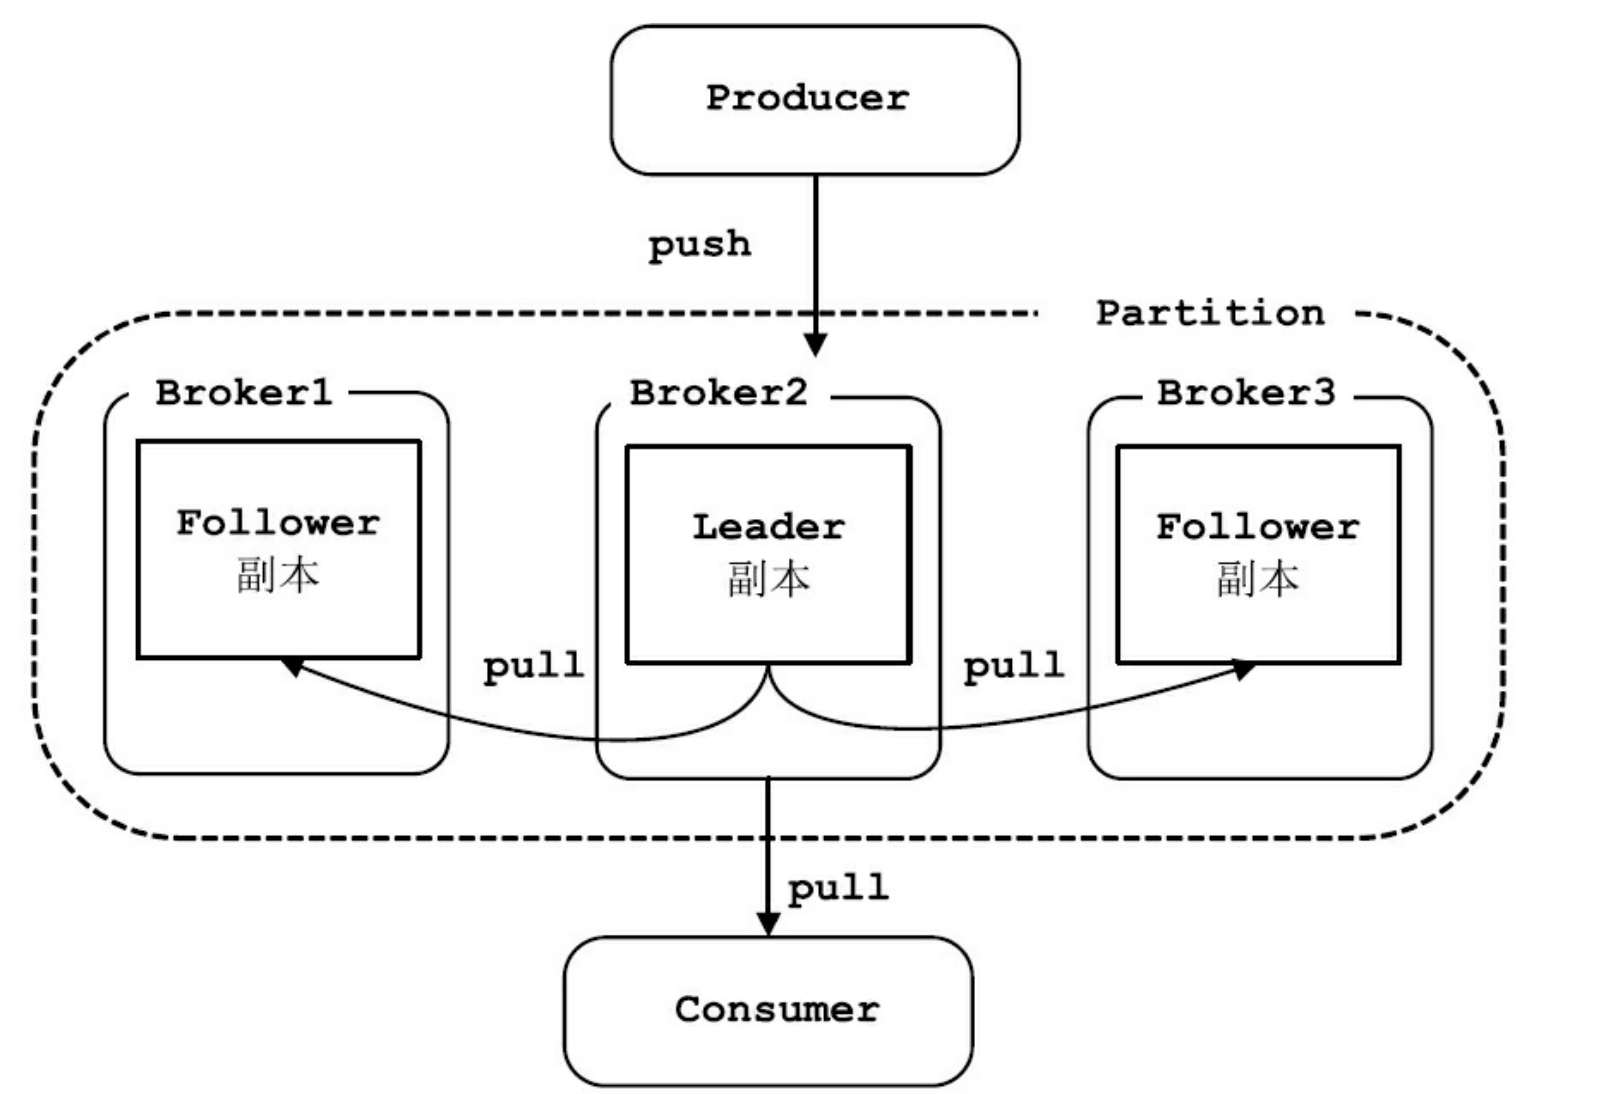 Producer
push
Partition
Broker1
Broker2
Broker3
Follower
副本
Leader
副本
Follower
副本
pull
pull
pull
Consumer